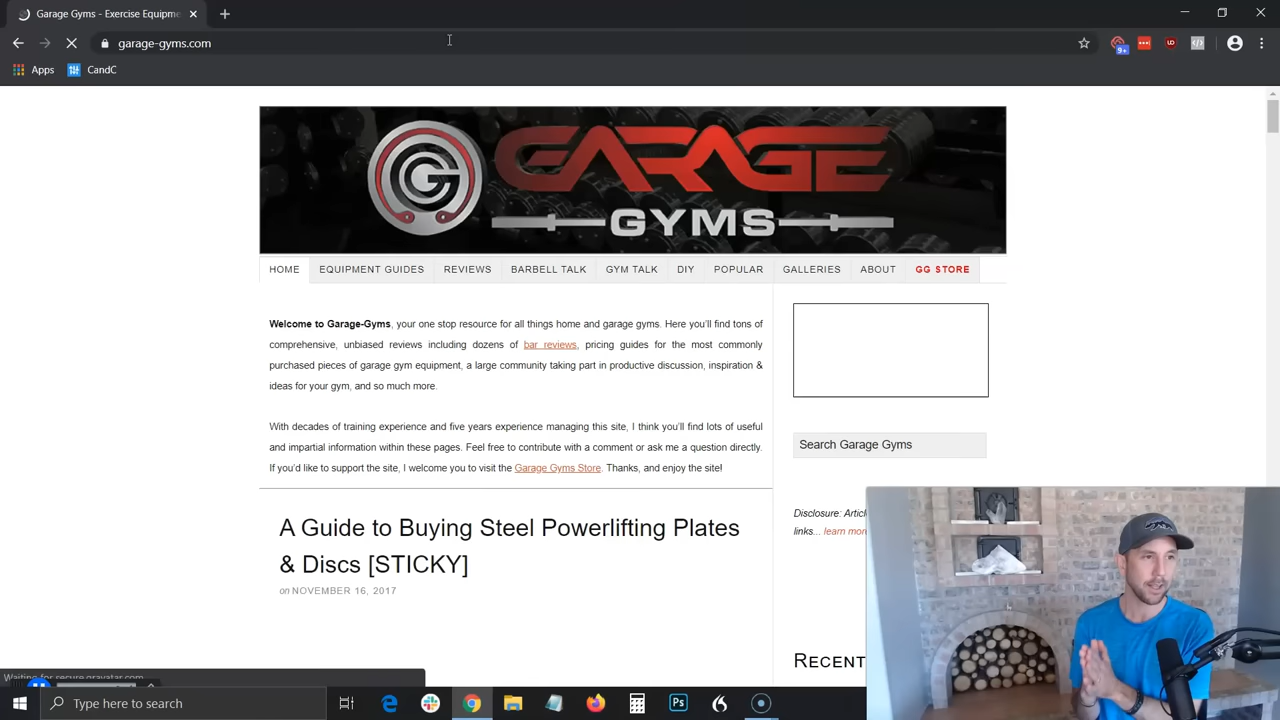 Garage Gyms - Exercise Equipme
garage-gyms.com
9+
Apps
CandC
GARAGE
GYMS
HOME
EQUIPMENT GUIDES
REVIEWS
BARBELL TALK
GYM TALK
DIY
POPULAR
GALLERIES
ABOUT
GG STORE
Welcome to Garage-Gyms, your one stop resource for all things home and garage gyms. Here you'll find tons of
comprehensive, unbiased reviews including dozens of bar reviews, pricing guides for the most commonly
purchased pieces of garage gym equipment, a large community taking part in productive discussion, inspiration &
ideas for your gym, and so much more.
With decades of training experience and five years experience managing this site, I think you'll find lots of useful
and impartial information within these pages. Feel free to contribute with a comment or ask me a question directly.
If you'd like to support the site, I welcome you to visit the Garage Gyms Store. Thanks, and enjoy the site!
A Guide to Buying Steel Powerlifting Plates
& Discs [STICKY]
on NOVEMBER 16, 2017
Search Garage Gyms
Disclosure: Articl
links... learn mor
RECENT
Waiting for secure.gravatar.com
Type here to search
Ps